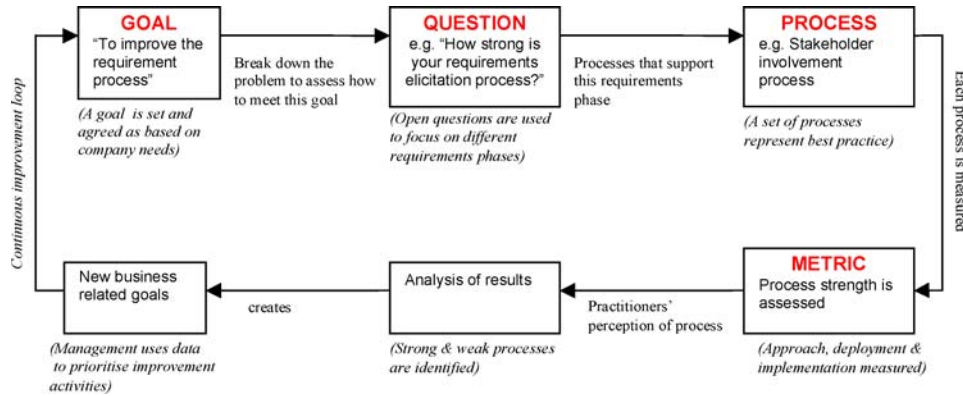 GOAL
“To improve the
requirement
process”
(A goal is set and
agreed as based on
company needs)
Break down the
problem to assess how
to meet this goal
QUESTION
e.g. “How strong is
your requirements
elicitation process?”
(Open questions are used
to focus on different
requirements phases)
Processes that support
this requirements
phase
PROCESS
e.g. Stakeholder
involvement
process
(A set of processes
represent best practice)
Each process is measured
Continuous improvement loop
New business
related goals
(Management uses data
to prioritise improvement
activities)
creates
Analysis of results
(Strong & weak processes
are identified)
Practitioners’
perception of process
METRIC
Process strength is
assessed
(Approach, deployment &
implementation measured)